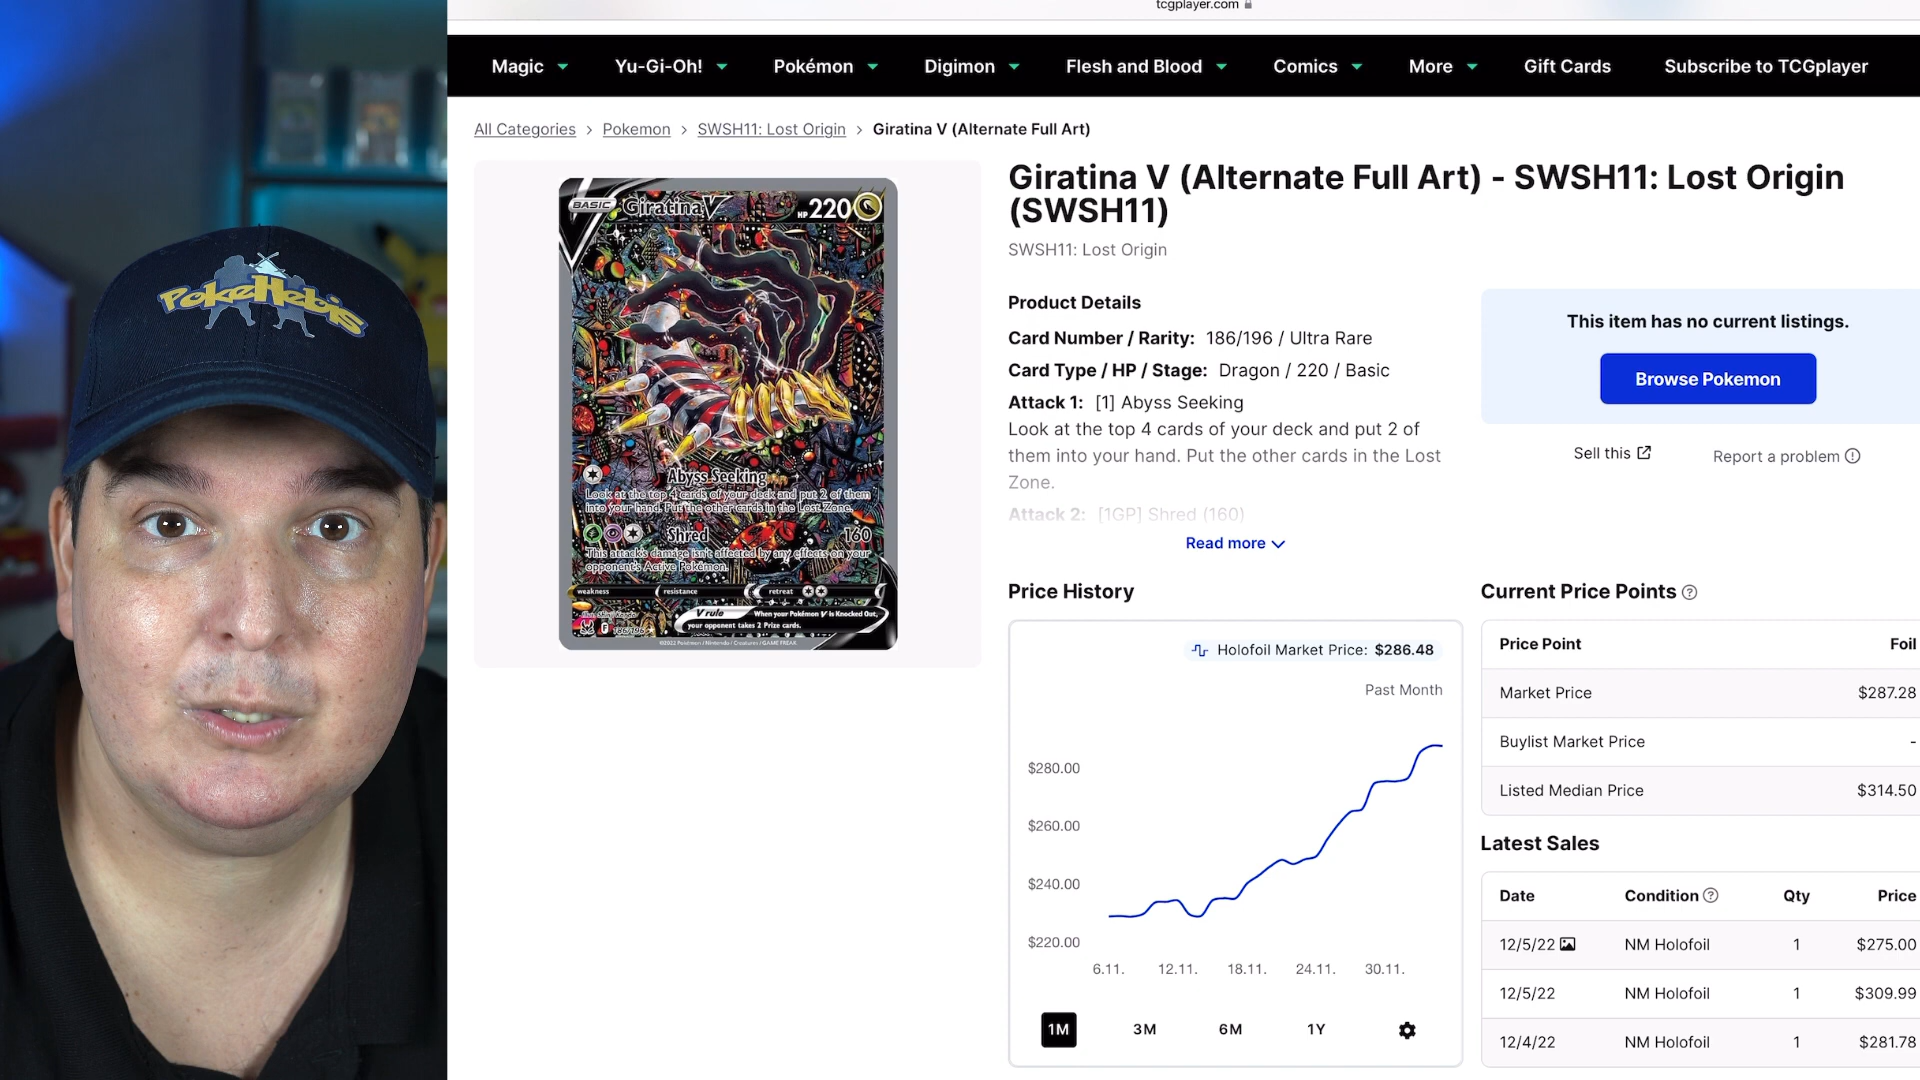 tcgplayer.com
Magic
Yu-Gi-Oh!
Pokémon
Digimon
Flesh and Blood
Comics
More
Gift Cards
Subscribe to TCGplayer
All Categories > Pokemon > SWSH11: Lost Origin > Giratina V (Alternate Full Art)
PokeHebis
BASIC Giratina V HP 220
Abyss Seeking
Look at the top 4 cards of your deck and put 2 of them
into your hand. Put the other cards in the Lost Zone.
Shred 160
This attack's damage isn't affected by any effects on your
opponent's Active Pokémon.
weakness resistance retreat
V rule When your Pokémon V is Knocked Out,
your opponent takes 2 Prize cards.
F 186/196
©2022 Pokémon / Nintendo / Creatures / GAME FREAK
Giratina V (Alternate Full Art) - SWSH11: Lost Origin
(SWSH11)
SWSH11: Lost Origin
Product Details
Card Number / Rarity: 186/196 / Ultra Rare
Card Type / HP / Stage: Dragon / 220 / Basic
Attack 1: [1] Abyss Seeking
Look at the top 4 cards of your deck and put 2 of
them into your hand. Put the other cards in the Lost
Zone.
Attack 2: [1GP] Shred (160)
Read more
This item has no current listings.
Browse Pokemon
Sell this
Report a problem
Price History
Holofoil Market Price: $286.48
Past Month
$280.00
$260.00
$240.00
$220.00
6.11. 12.11. 18.11. 24.11. 30.11.
1M 3M 6M 1Y
Current Price Points
Price Point Foil
Market Price $287.28
Buylist Market Price -
Listed Median Price $314.50
Latest Sales
Date Condition Qty Price
12/5/22 NM Holofoil 1 $275.00
12/5/22 NM Holofoil 1 $309.99
12/4/22 NM Holofoil 1 $281.78